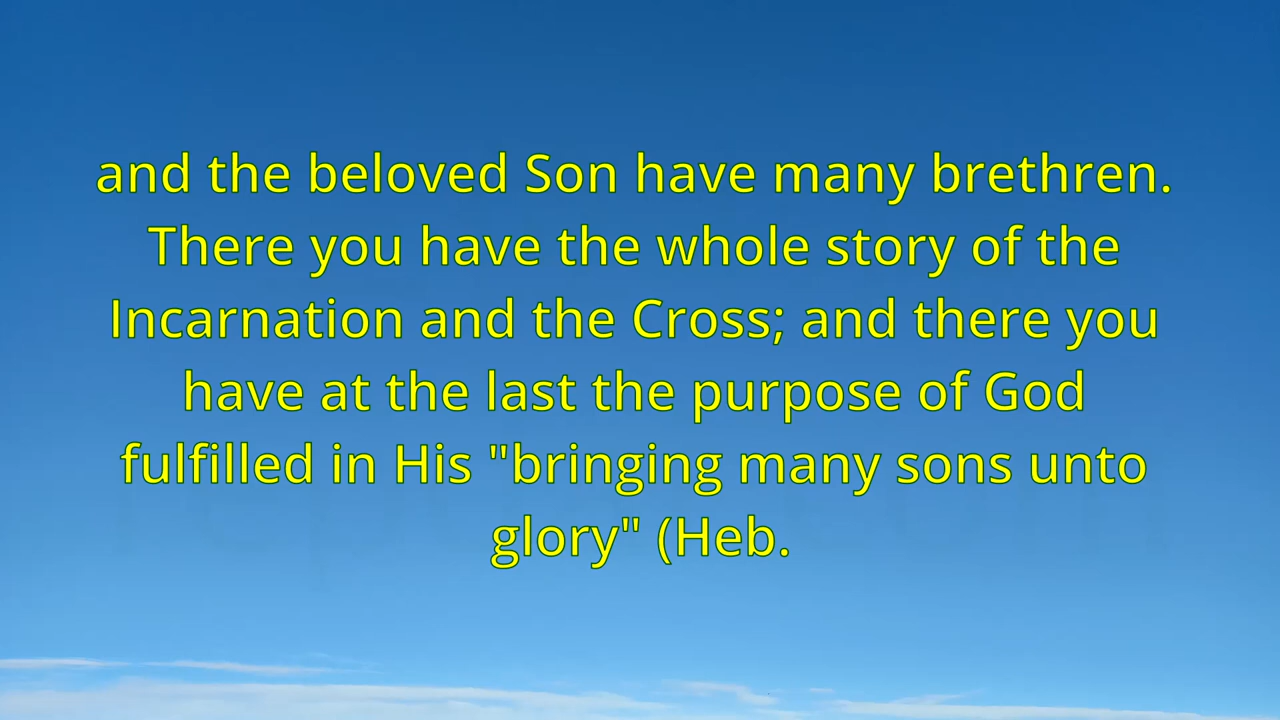 and the beloved Son have many brethren.
There you have the whole story of the
Incarnation and the Cross; and there you
have at the last the purpose of God
fulfilled in His "bringing many sons unto
glory" (Heb.